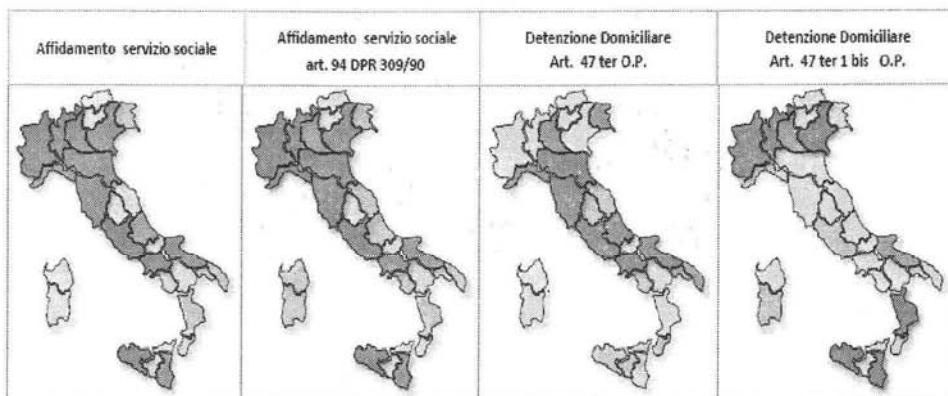 Affidamento servizio sociale
Affidamento servizio sociale
art. 94 DPR 309/90
Detenzione Domiciliare
Art. 47 ter O.P.
Detenzione Domiciliare
Art. 47 ter 1 bis O.P.